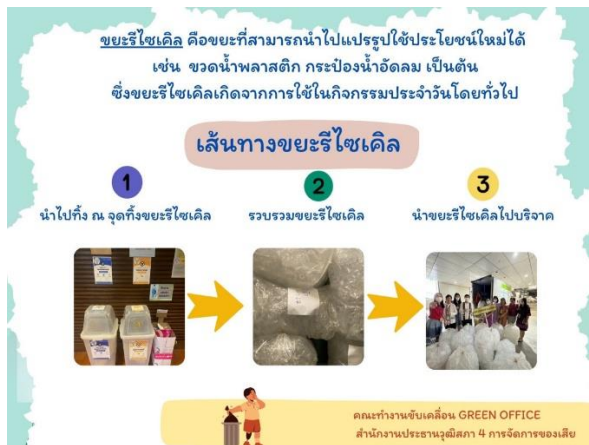 ขยะรีไซเคิล คือขยะที่สามารถนำไปแปรรูปใช้ประโยชน์ใหม่ได้
เช่น ขวดน้ำพลาสติก กระป๋องน้ำอัดลม เป็นต้น
ซึ่งขยะรีไซเคิลเกิดจากการใช้ในกิจกรรมประจำวันโดยทั่วไป
เส้นทางขยะรีไซเคิล
1
นำไปทิ้ง ณ จุดทิ้งขยะรีไซเคิล
2
รวบรวมขยะรีไซเคิล
3
นำขยะรีไซเคิลไปบริจาค
คณะทำงานขับเคลื่อน GREEN OFFICE
สำนักงานประธานวุฒิสภา 4 การจัดการของเสีย